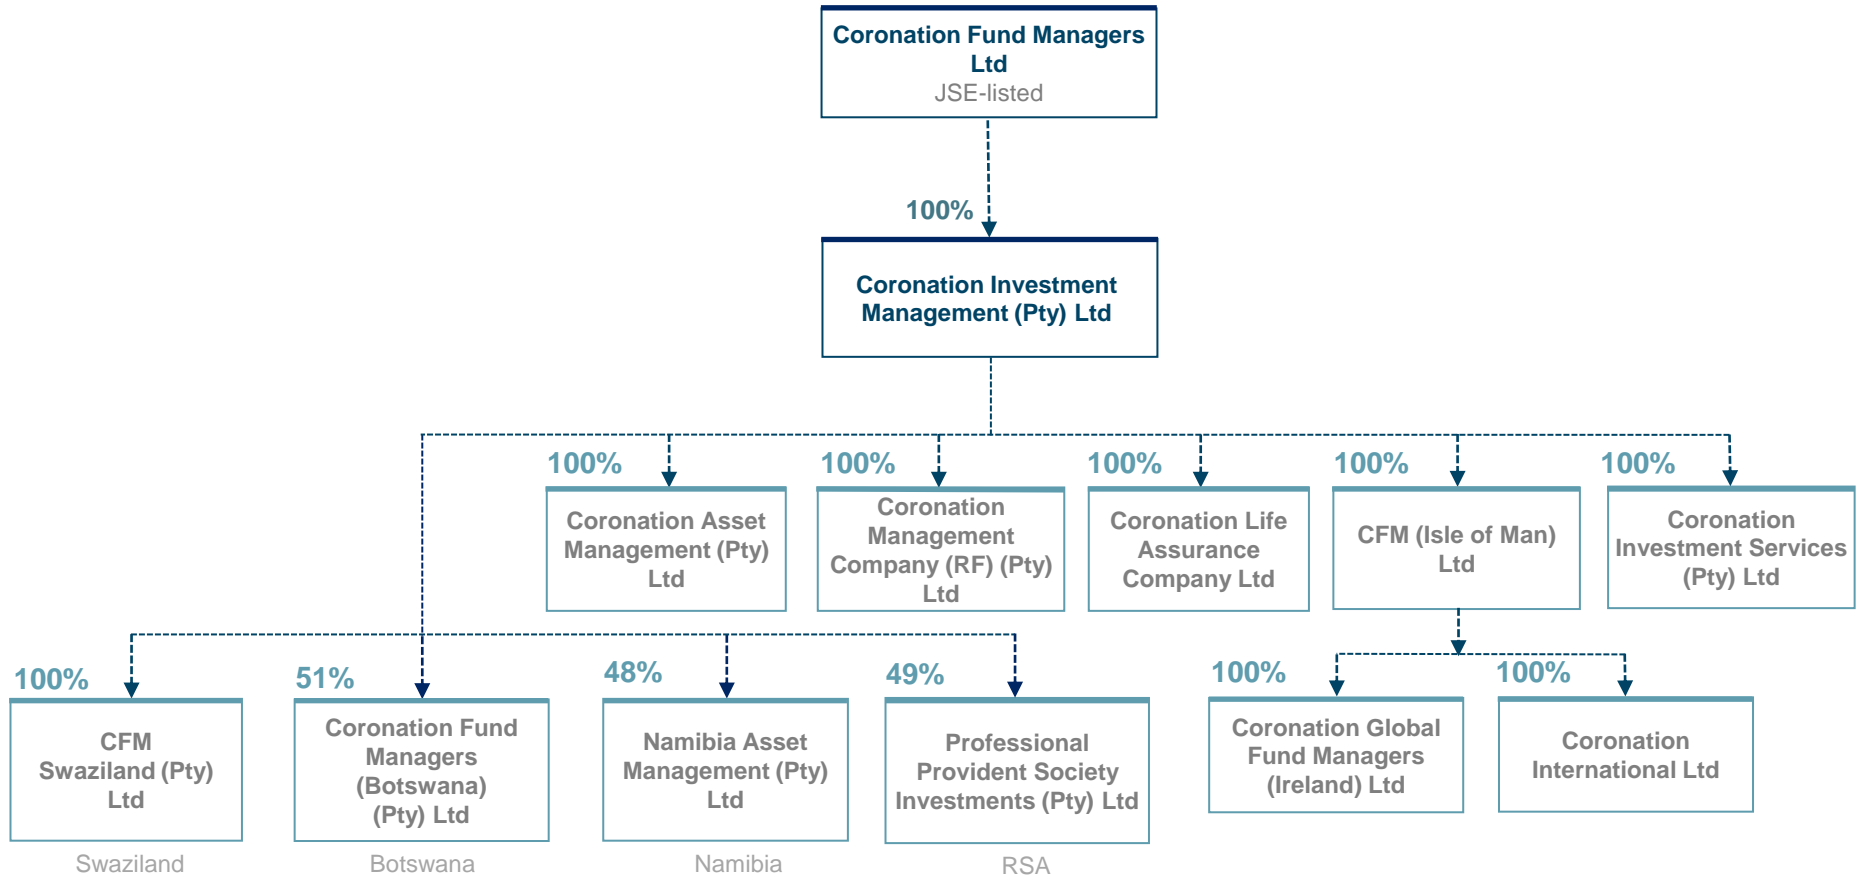 Coronation Fund Managers
Ltd
JSE-listed
100%
Coronation Investment
Management (Pty) Ltd
100%
Coronation Asset
Management (Pty)
Ltd
100%
Coronation
Management
Company (RF) (Pty)
Ltd
100%
Coronation Life
Assurance
Company Ltd
100%
CFM (Isle of Man)
Ltd
100%
Coronation
Investment Services
(Pty) Ltd
100%
CFM
Swaziland (Pty)
Ltd
Swaziland
51%
Coronation Fund
Managers
(Botswana)
(Pty) Ltd
Botswana
48%
Namibia Asset
Management (Pty)
Ltd
Namibia
49%
Professional
Provident Society
Investments (Pty) Ltd
RSA
100%
Coronation Global
Fund Managers
(Ireland) Ltd
100%
Coronation
International Ltd